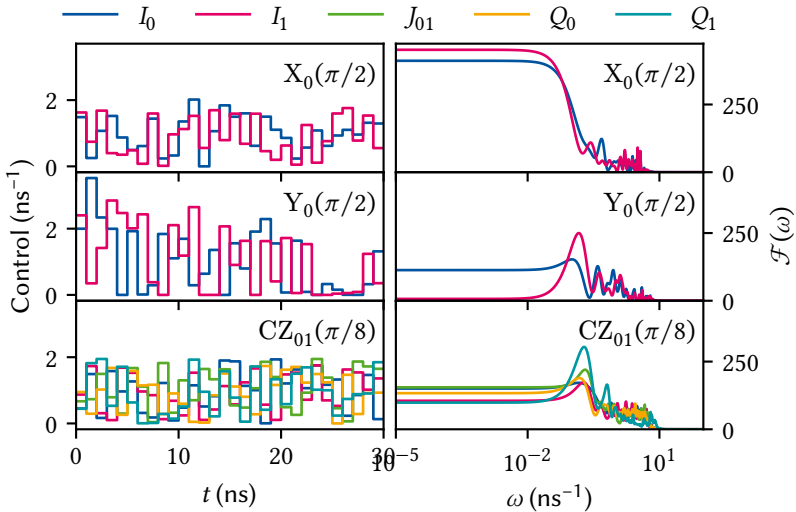 I₀ I₁ J₀₁ Q₀ Q₁
X₀(π/2) X₀(π/2)
Y₀(π/2) Y₀(π/2)
CZ₀₁(π/8) CZ₀₁(π/8)
Control (ns⁻¹)
2
0
2
0
2
0
ℱ(ω)
250
0
250
0
250
0
0 10 20 30
10⁻⁵ 10⁻² 10¹
t (ns) ω (ns⁻¹)